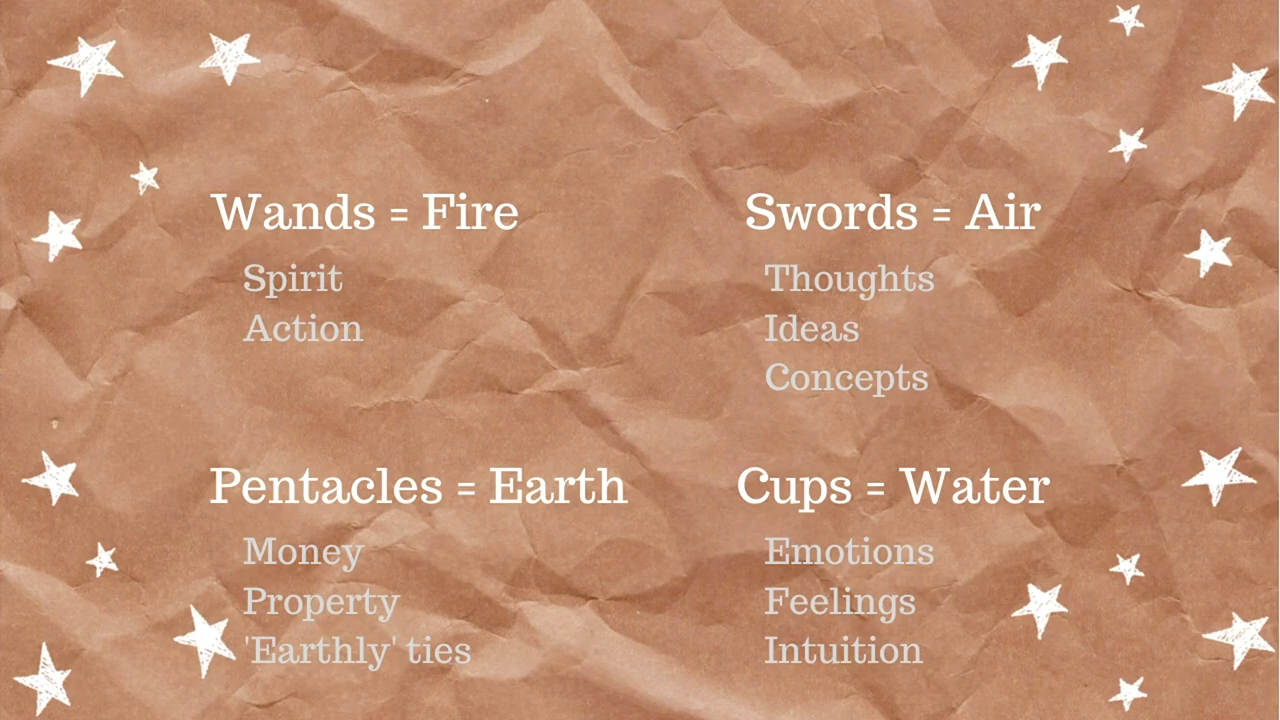 Wands = Fire
Spirit
Action
Swords = Air
Thoughts
Ideas
Concepts
Pentacles = Earth
Money
Property
'Earthly' ties
Cups = Water
Emotions
Feelings
Intuition